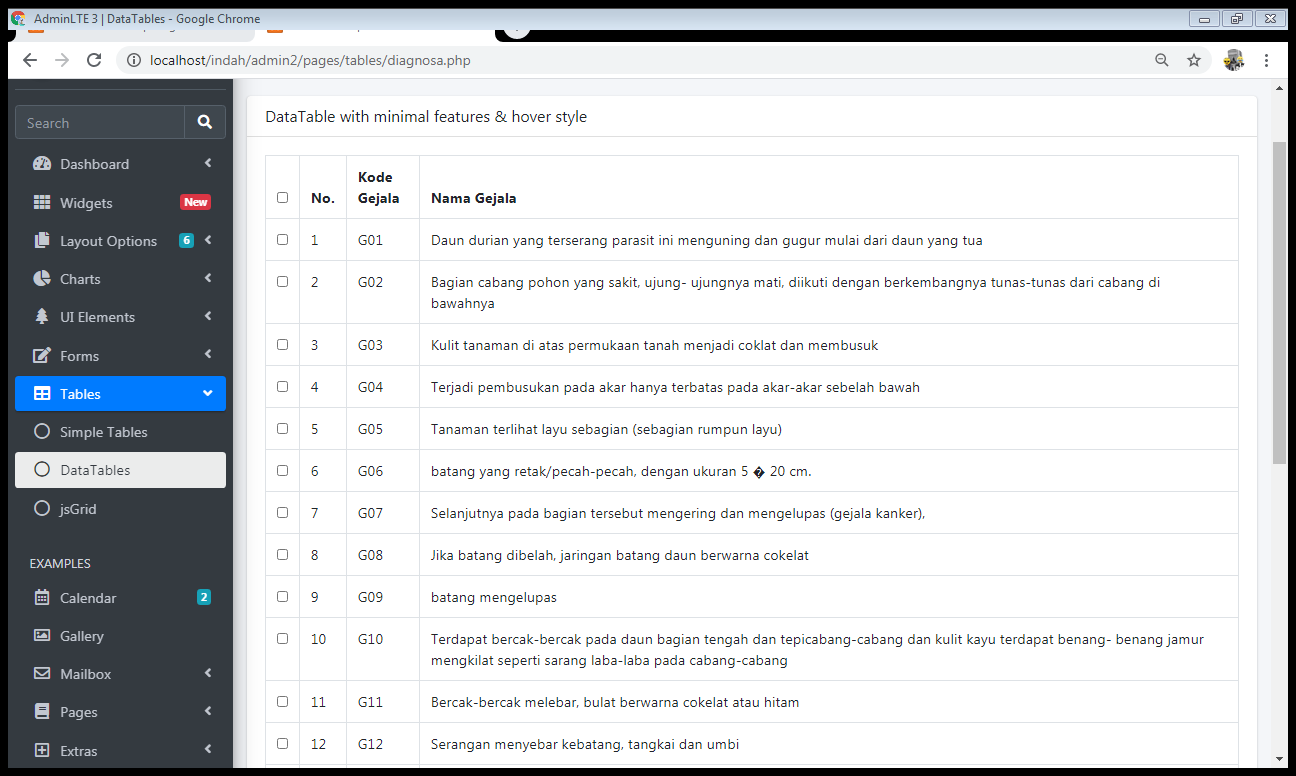 AdminLTE 3 | DataTables - Google Chrome
localhost/indah/admin2/pages/tables/diagnosa.php
Search
Dashboard
Widgets New
Layout Options 6
Charts
UI Elements
Forms
Tables
Simple Tables
DataTables
jsGrid
EXAMPLES
Calendar 2
Gallery
Mailbox
Pages
Extras
DataTable with minimal features & hover style
No. Kode Gejala Nama Gejala
1 G01 Daun durian yang terserang parasit ini menguning dan gugur mulai dari daun yang tua
2 G02 Bagian cabang pohon yang sakit, ujung- ujungnya mati, diikuti dengan berkembangnya tunas-tunas dari cabang di
bawahnya
3 G03 Kulit tanaman di atas permukaan tanah menjadi coklat dan membusuk
4 G04 Terjadi pembusukan pada akar hanya terbatas pada akar-akar sebelah bawah
5 G05 Tanaman terlihat layu sebagian (sebagian rumpun layu)
6 G06 batang yang retak/pecah-pecah, dengan ukuran 5 � 20 cm.
7 G07 Selanjutnya pada bagian tersebut mengering dan mengelupas (gejala kanker),
8 G08 Jika batang dibelah, jaringan batang daun berwarna cokelat
9 G09 batang mengelupas
10 G10 Terdapat bercak-bercak pada daun bagian tengah dan tepicabang-cabang dan kulit kayu terdapat benang- benang jamur
mengkilat seperti sarang laba-laba pada cabang-cabang
11 G11 Bercak-bercak melebar, bulat berwarna cokelat atau hitam
12 G12 Serangan menyebar kebatang, tangkai dan umbi